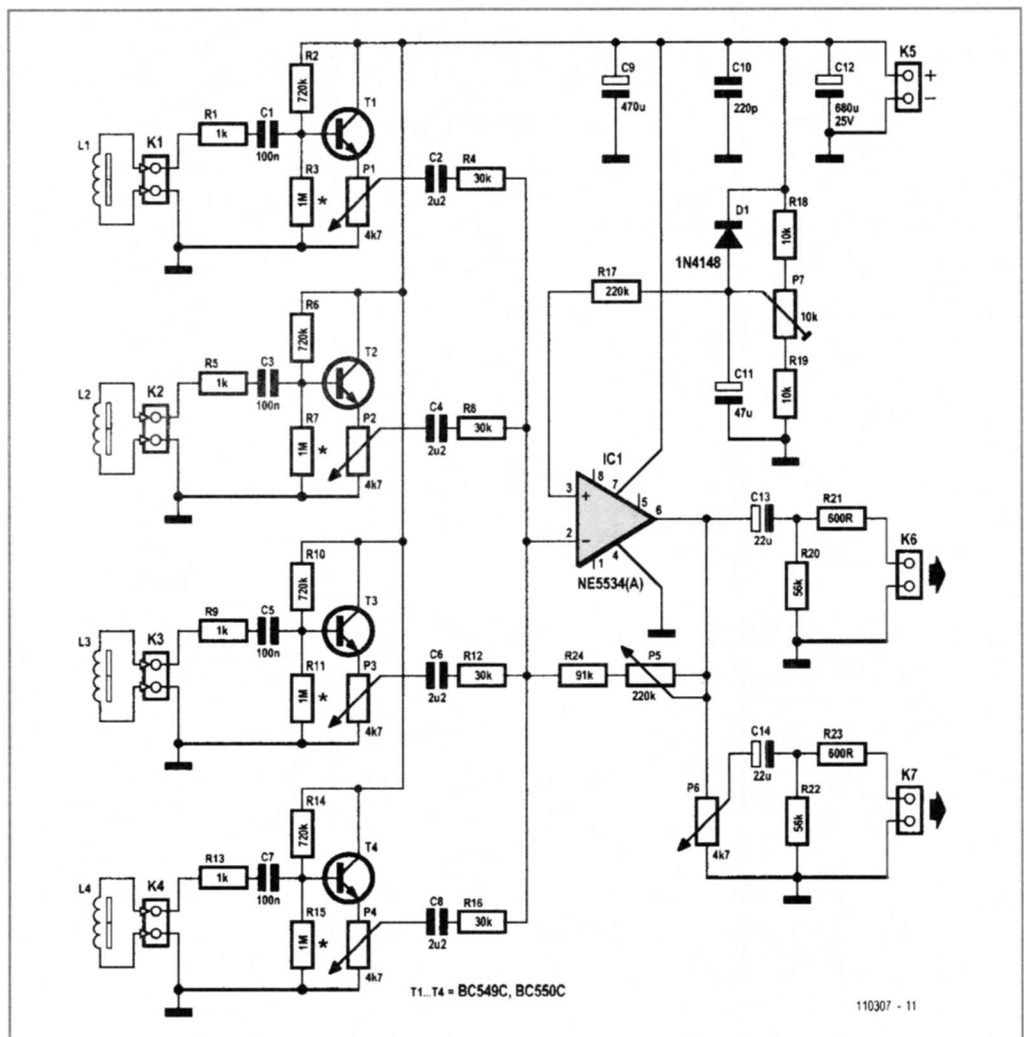 R2
720k
T1
R1
1k
C1
100n
L1
K1
R3
1M *
P1
4k7
C2
2u2
R4
30k
C9
470u
C10
220p
C12
680u
25V
K5
+
−
D1
1N4148
R18
10k
R17
220k
P7
10k
C11
47u
R19
10k
R6
720k
T2
R5
1k
C3
100n
L2
K2
R7
1M *
P2
4k7
C4
2u2
R8
30k
IC1
8
7
5
3 +
6
2 −
1
4
NE5534(A)
C13
22u
R21
600R
R20
56k
K6
R10
720k
T3
R9
1k
C5
100n
L3
K3
R11
1M *
P3
4k7
C6
2u2
R12
30k
R24
91k
P5
220k
C14
22u
R23
600R
R22
56k
P6
4k7
K7
R14
720k
T4
R13
1k
C7
100n
L4
K4
R15
1M *
P4
4k7
C8
2u2
R16
30k
T1...T4 = BC549C, BC550C
110307 - 11